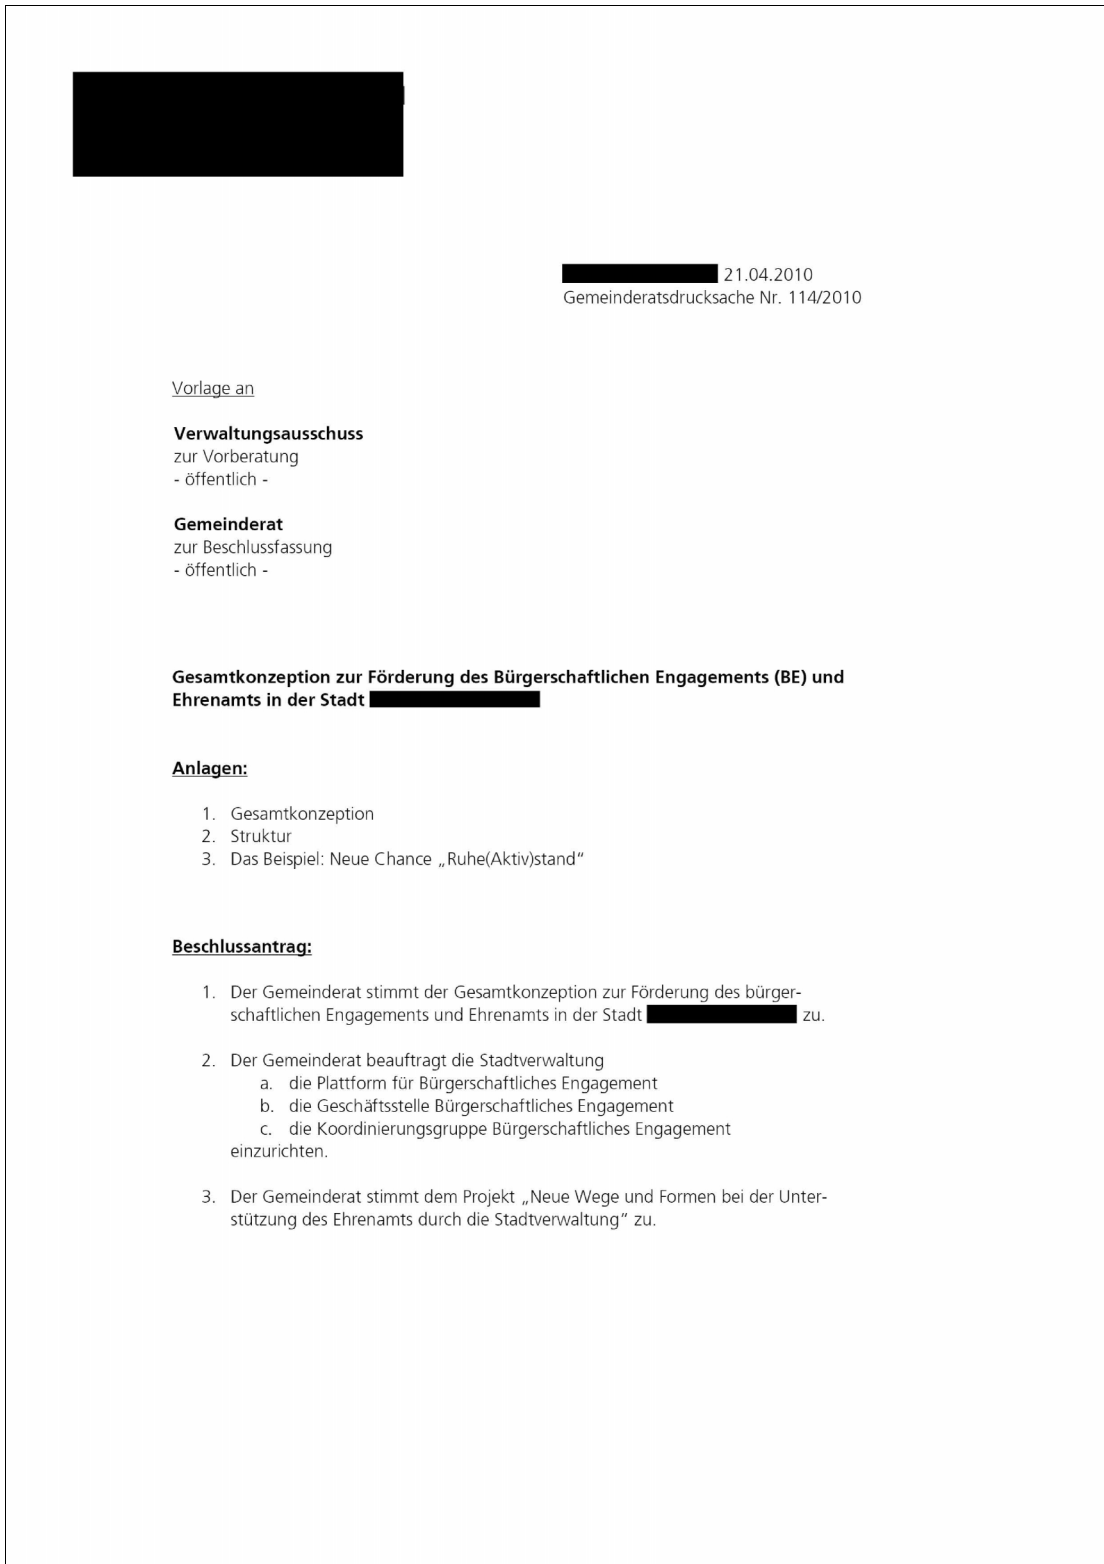 21.04.2010
Gemeinderatsdrucksache Nr. 114/2010
Vorlage an
Verwaltungsausschuss
zur Vorberatung
- öffentlich -
Gemeinderat
zur Beschlussfassung
- öffentlich -
Gesamtkonzeption zur Förderung des Bürgerschaftlichen Engagements (BE) und
Ehrenamts in der Stadt
Anlagen:
1. Gesamtkonzeption
2. Struktur
3. Das Beispiel: Neue Chance „Ruhe(Aktiv)stand“
Beschlussantrag:
1. Der Gemeinderat stimmt der Gesamtkonzeption zur Förderung des bürger-
schaftlichen Engagements und Ehrenamts in der Stadt zu.
2. Der Gemeinderat beauftragt die Stadtverwaltung
a. die Plattform für Bürgerschaftliches Engagement
b. die Geschäftsstelle Bürgerschaftliches Engagement
c. die Koordinierungsgruppe Bürgerschaftliches Engagement
einzurichten.
3. Der Gemeinderat stimmt dem Projekt „Neue Wege und Formen bei der Unter-
stützung des Ehrenamts durch die Stadtverwaltung“ zu.